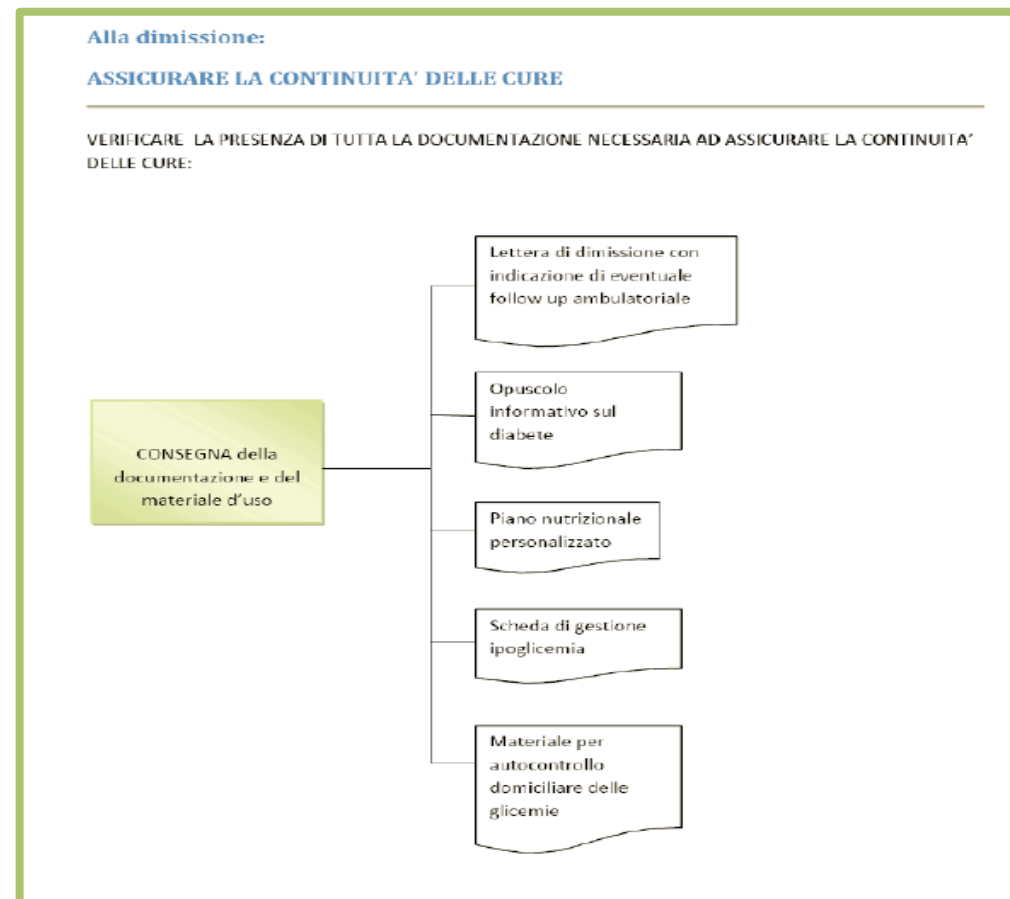 Alla dimissione:
ASSICURARE LA CONTINUITA' DELLE CURE
VERIFICARE LA PRESENZA DI TUTTA LA DOCUMENTAZIONE NECESSARIA AD ASSICURARE LA CONTINUITA'
DELLE CURE:
Lettera di dimissione con
indicazione di eventuale
follow up ambulatoriale
Opuscolo
informativo sul
diabete
CONSEGNA della
documentazione e del
materiale d'uso
Piano nutrizionale
personalizzato
Scheda di gestione
ipoglicemia
Materiale per
autocontrollo
domiciliare delle
glicemie